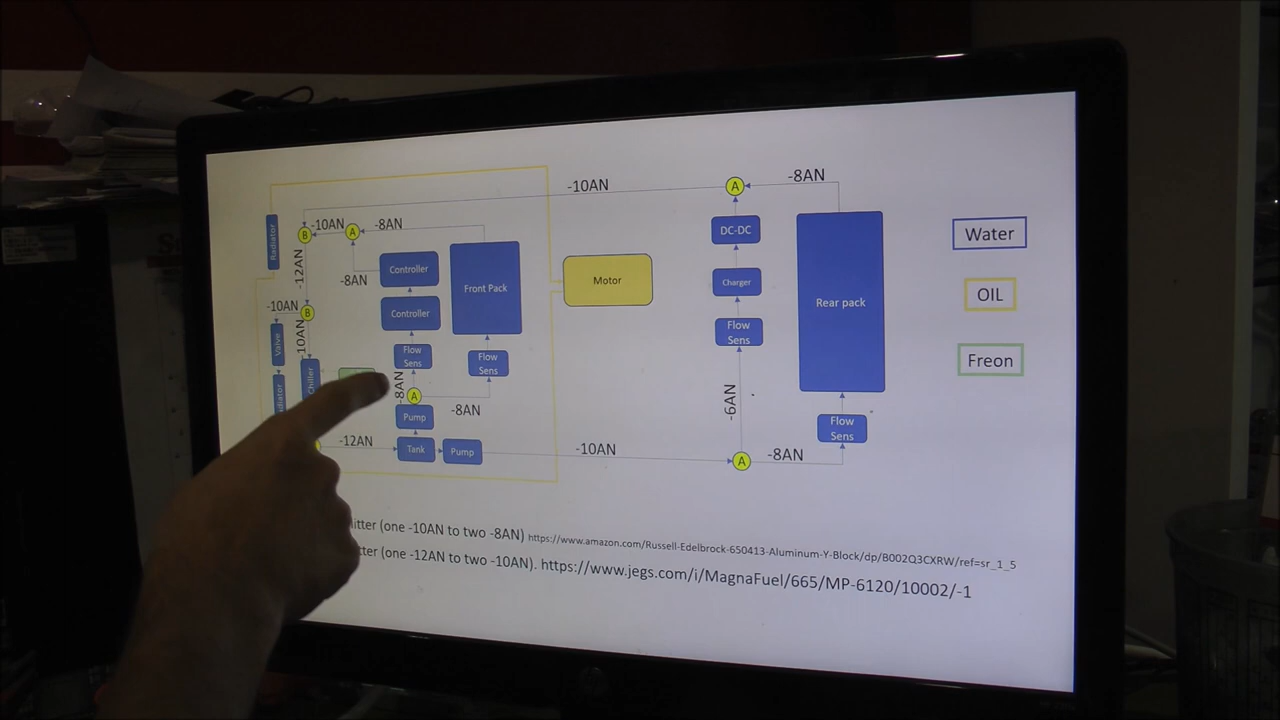 -10AN
A
-8AN
Radiator
-10AN
B
A
-8AN
DC-DC
Water
-12AN
Controller
-8AN
Front Pack
Motor
Charger
Rear pack
OIL
-10AN
B
Controller
Valve
-10AN
Flow
Sens
Flow
Sens
Flow
Sens
Freon
Chiller
-8AN
A
-8AN
-6AN
Pump
Flow
Sens
-12AN
Tank
Pump
-10AN
A
-8AN
(one -10AN to two -8AN) https://www.amazon.com/Russell-Edelbrock-650413-Aluminum-Y-Block/dp/B002Q3CXRW/ref=sr_1_5
(one -12AN to two -10AN). https://www.jegs.com/i/MagnaFuel/665/MP-6120/10002/-1